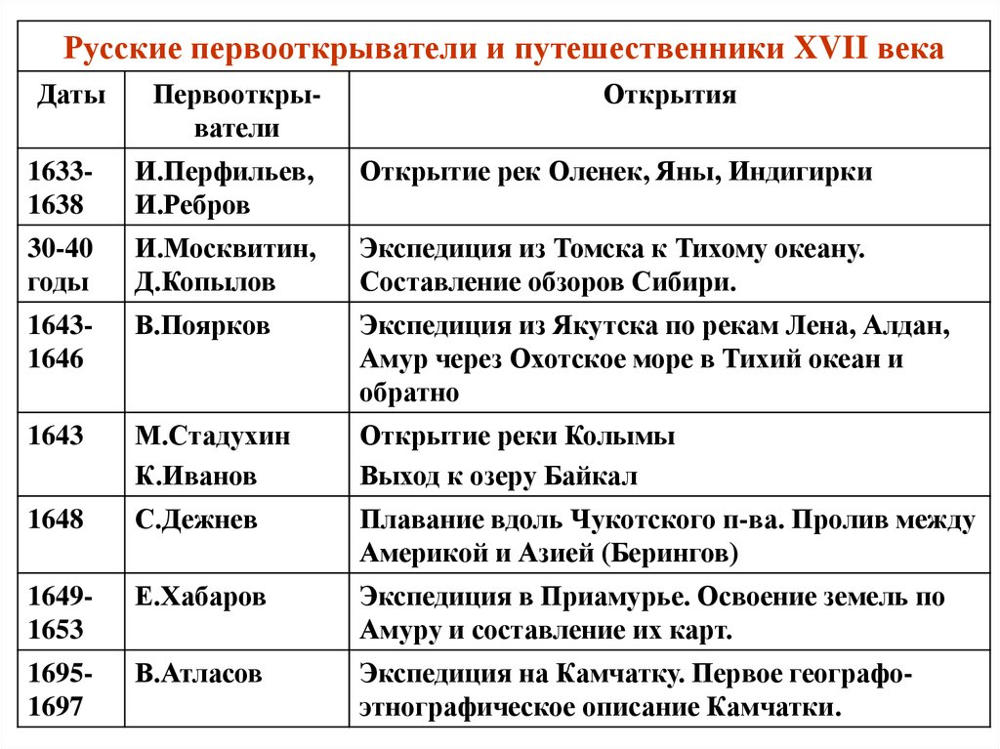 Русские первооткрыватели и путешественники XVII века
Даты
Первооткры-
ватели
Открытия
1633-
1638
И.Перфильев,
И.Ребров
Открытие рек Оленек, Яны, Индигирки
30-40
годы
И.Москвитин,
Д.Копылов
Экспедиция из Томска к Тихому океану.
Составление обзоров Сибири.
1643-
1646
В.Поярков
Экспедиция из Якутска по рекам Лена, Алдан,
Амур через Охотское море в Тихий океан и
обратно
1643
М.Стадухин
К.Иванов
Открытие реки Колымы
Выход к озеру Байкал
1648
С.Дежнев
Плавание вдоль Чукотского п-ва. Пролив между
Америкой и Азией (Берингов)
1649-
1653
Е.Хабаров
Экспедиция в Приамурье. Освоение земель по
Амуру и составление их карт.
1695-
1697
В.Атласов
Экспедиция на Камчатку. Первое географо-
этнографическое описание Камчатки.